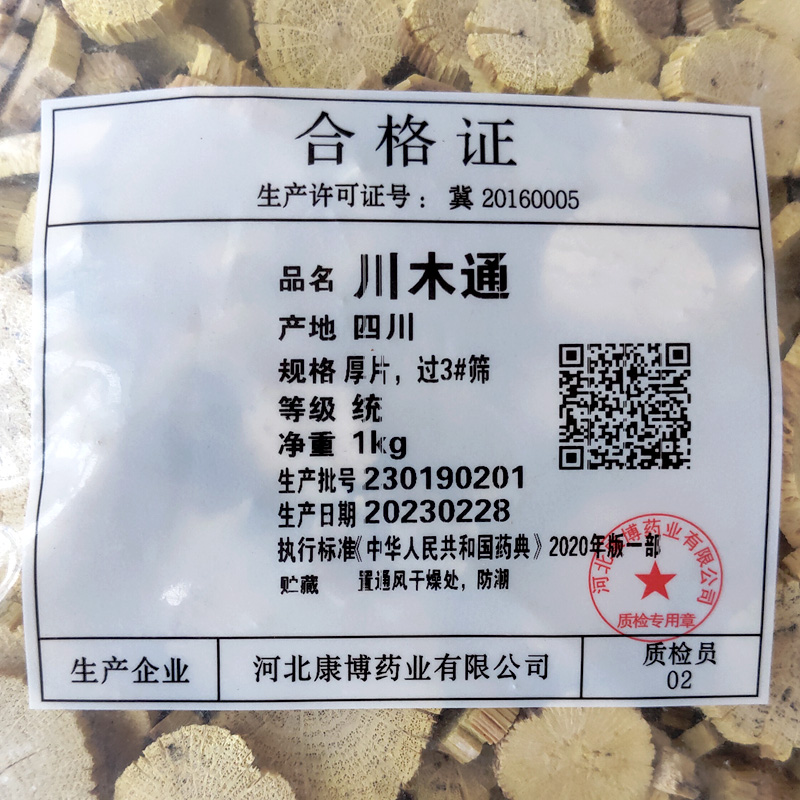 合格证
生产许可证号：冀 20160005
品名 川木通
产地 四川
规格 厚片，过3#筛
等级 统
净重 1kg
生产批号 230190201
生产日期 20230228
执行标准《中华人民共和国药典》2020年版一部
贮藏 置通风干燥处，防潮
河北康博药业有限公司
质检专用章
生产企业
河北康博药业有限公司
质检员
02